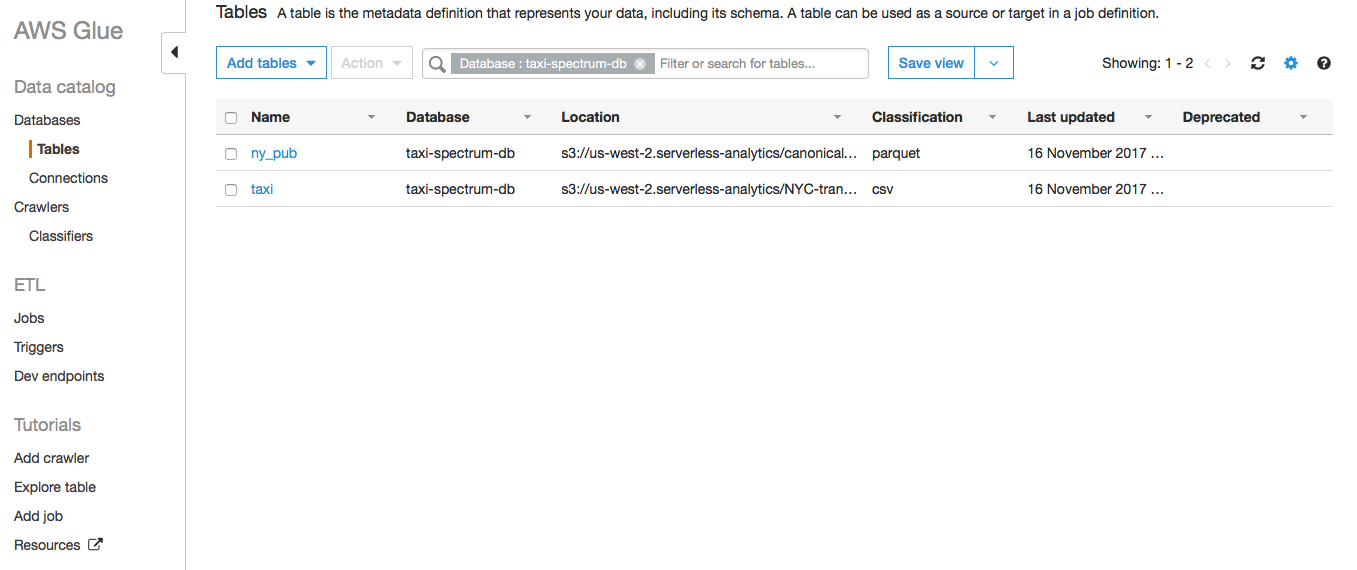 AWS Glue
Data catalog
Databases
Tables
Connections
Crawlers
Classifiers
ETL
Jobs
Triggers
Dev endpoints
Tutorials
Add crawler
Explore table
Add job
Resources
Tables A table is the metadata definition that represents your data, including its schema. A table can be used as a source or target in a job definition.
Add tables Action Database : taxi-spectrum-db Filter or search for tables... Save view Showing: 1 - 2
Name Database Location Classification Last updated Deprecated
ny_pub taxi-spectrum-db s3://us-west-2.serverless-analytics/canonical... parquet 16 November 2017 ...
taxi taxi-spectrum-db s3://us-west-2.serverless-analytics/NYC-tran... csv 16 November 2017 ...